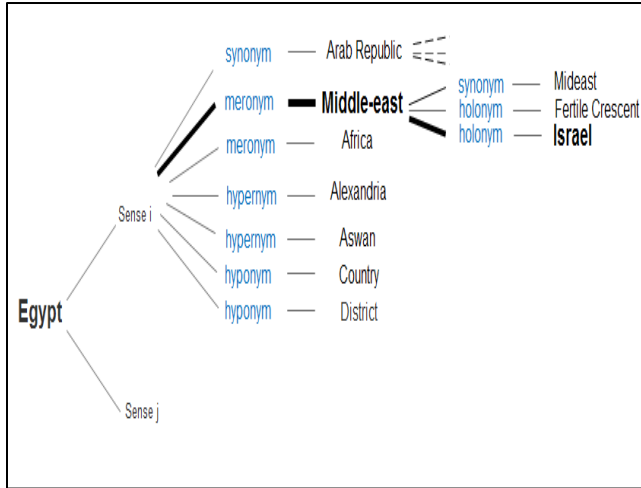 synonym Arab Republic
meronym Middle-east synonym Mideast
holonym Fertile Crescent
holonym Israel
meronym Africa
hypernym Alexandria
Sense i
hypernym Aswan
hyponym Country
Egypt hyponym District
Sense j